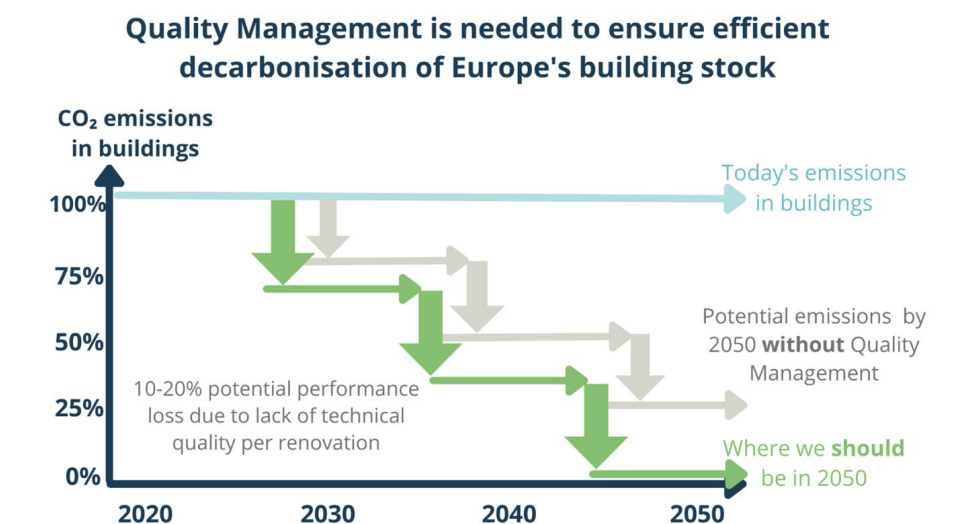 Quality Management is needed to ensure efficient
decarbonisation of Europe's building stock
CO₂ emissions
in buildings
100%
75%
50%
25%
0%
Today's emissions
in buildings
Potential emissions by
2050 without Quality
Management
10-20% potential performance
loss due to lack of technical
quality per renovation
Where we should
be in 2050
2020
2030
2040
2050